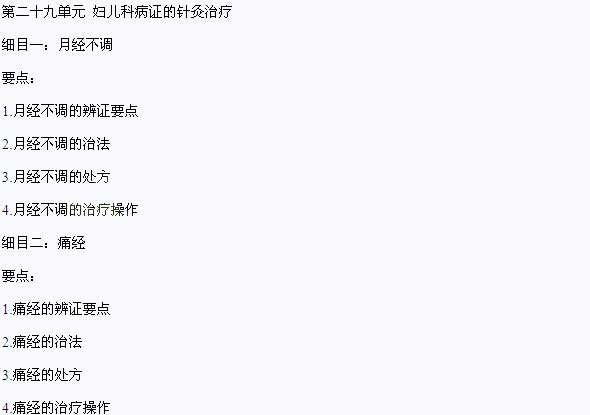 第二十九单元 妇儿科病证的针灸治疗
细目一：月经不调
要点：
1.月经不调的辨证要点
2.月经不调的治法
3.月经不调的处方
4.月经不调的治疗操作
细目二：痛经
要点：
1.痛经的辨证要点
2.痛经的治法
3.痛经的处方
4.痛经的治疗操作